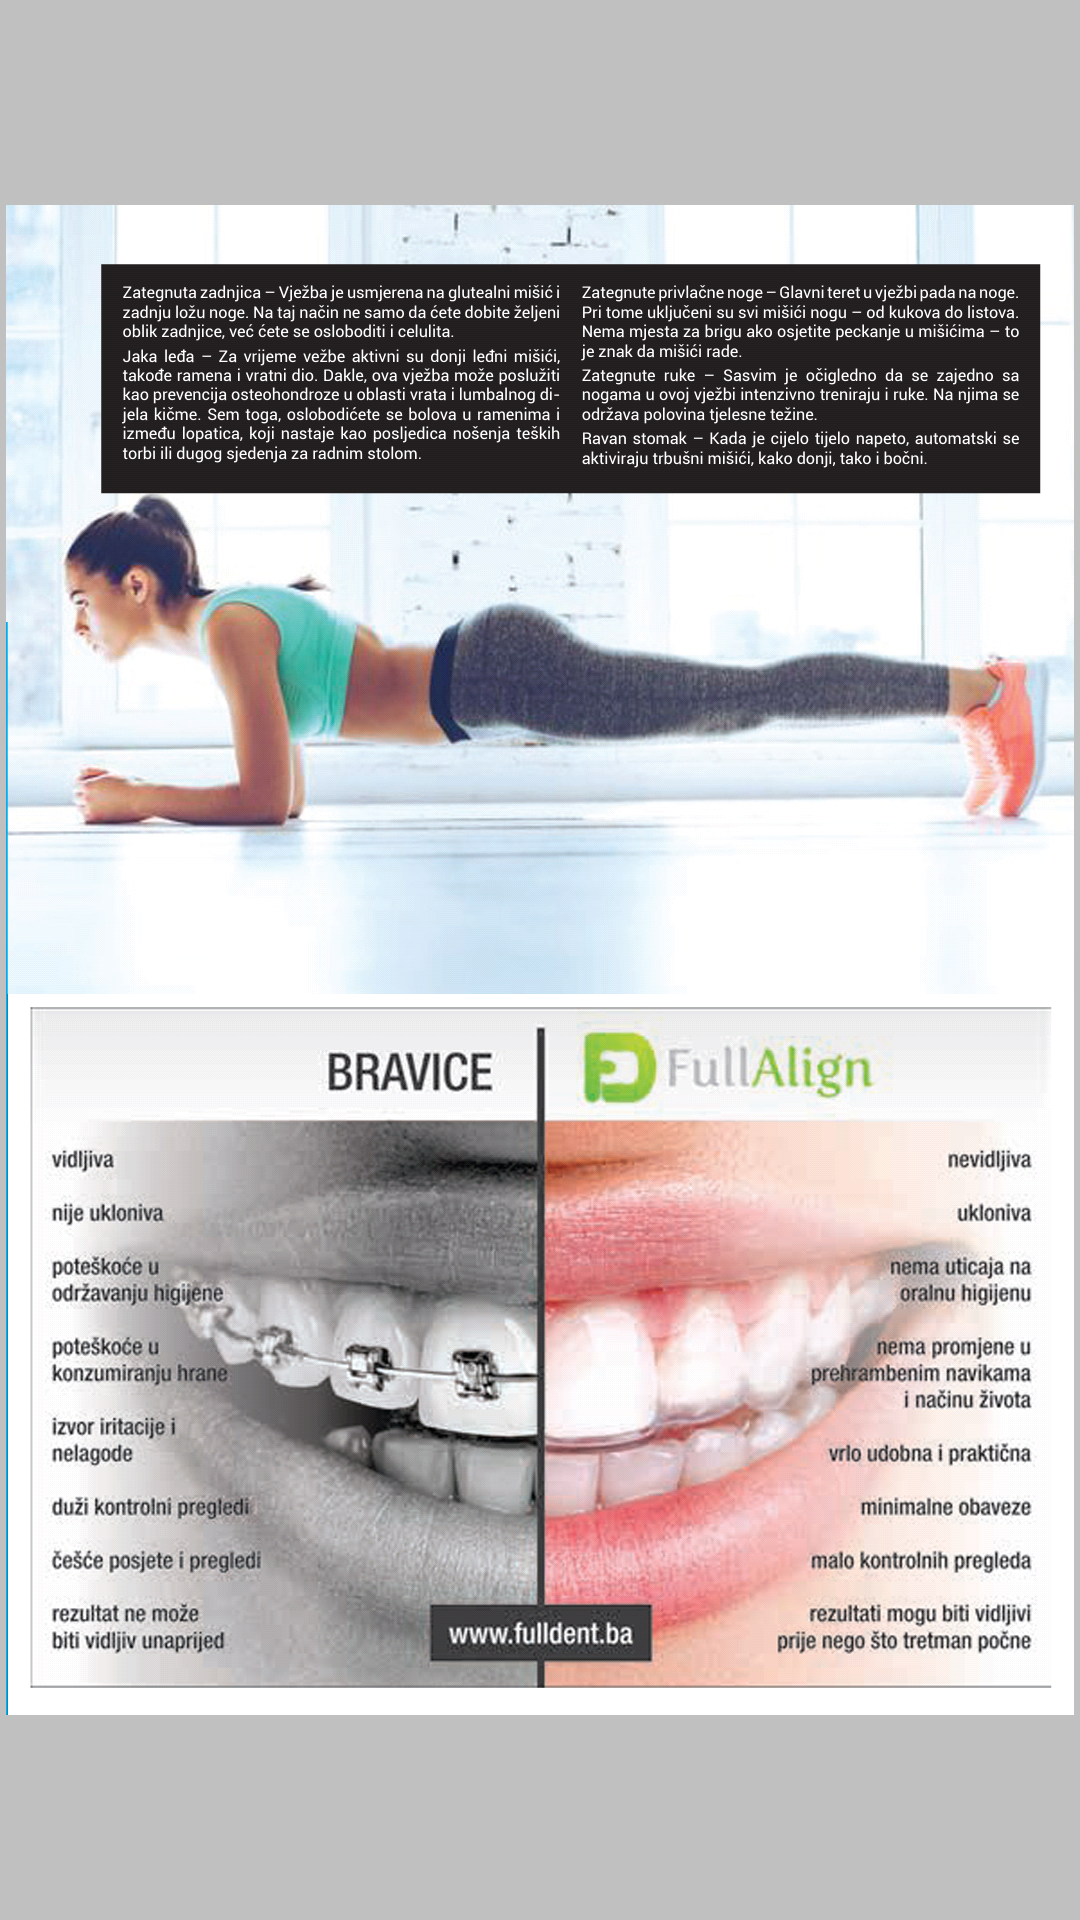 Zategnuta zadnjica – Vježba je usmjerena na glutealni mišić i
zadnju ložu noge. Na taj način ne samo da ćete dobite željeni
oblik zadnjice, već ćete se osloboditi i celulita.
Jaka leđa – Za vrijeme vežbe aktivni su donji leđni mišići,
takođe ramena i vratni dio. Dakle, ova vježba može poslužiti
kao prevencija osteohondroze u oblasti vrata i lumbalnog di-
jela kičme. Sem toga, oslobodićete se bolova u ramenima i
između lopatica, koji nastaje kao posljedica nošenja teških
torbi ili dugog sjedenja za radnim stolom.
Zategnute privlačne noge – Glavni teret u vježbi pada na noge.
Pri tome uključeni su svi mišići nogu – od kukova do listova.
Nema mjesta za brigu ako osjetite peckanje u mišićima – to
je znak da mišići rade.
Zategnute ruke – Sasvim je očigledno da se zajedno sa
nogama u ovoj vježbi intenzivno treniraju i ruke. Na njima se
održava polovina tjelesne težine.
Ravan stomak – Kada je cijelo tijelo napeto, automatski se
aktiviraju trbušni mišići, kako donji, tako i bočni.
BRAVICE
vidljiva
nije ukloniva
poteškoće u
održavanju higijene
poteškoće u
konzumiranju hrane
izvor iritacije i
nelagode
duži kontrolni pregledi
češće posjete i pregledi
rezultat ne može
biti vidljiv unaprijed
FullAlign
nevidljiva
ukloniva
nema uticaja na
oralnu higijenu
nema promjene u
prehrambenim navikama
i načinu života
vrlo udobna i praktična
minimalne obaveze
malo kontrolnih pregleda
rezultati mogu biti vidljivi
prije nego što tretman počne
www.fulldent.ba